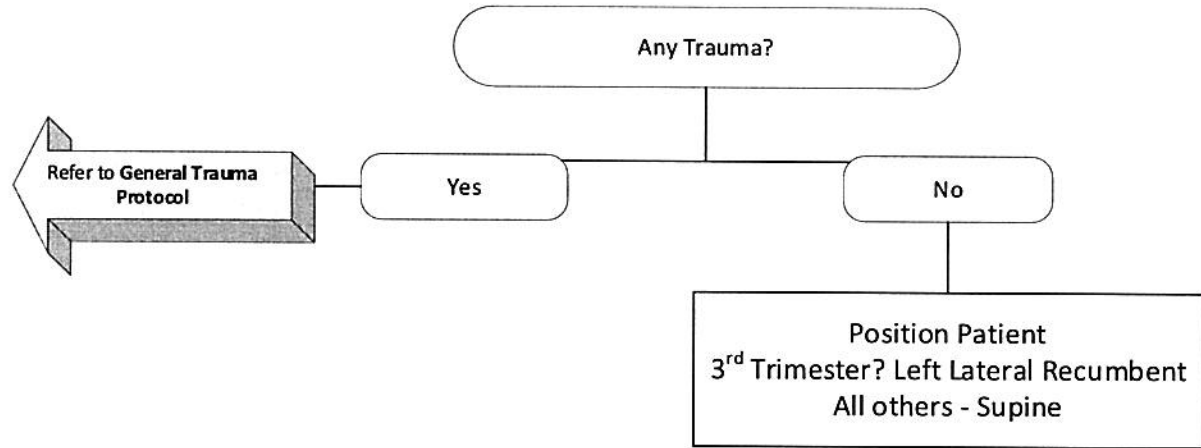 Any Trauma?
Refer to General Trauma
Protocol
Yes
No
Position Patient
3rd Trimester? Left Lateral Recumbent
All others - Supine